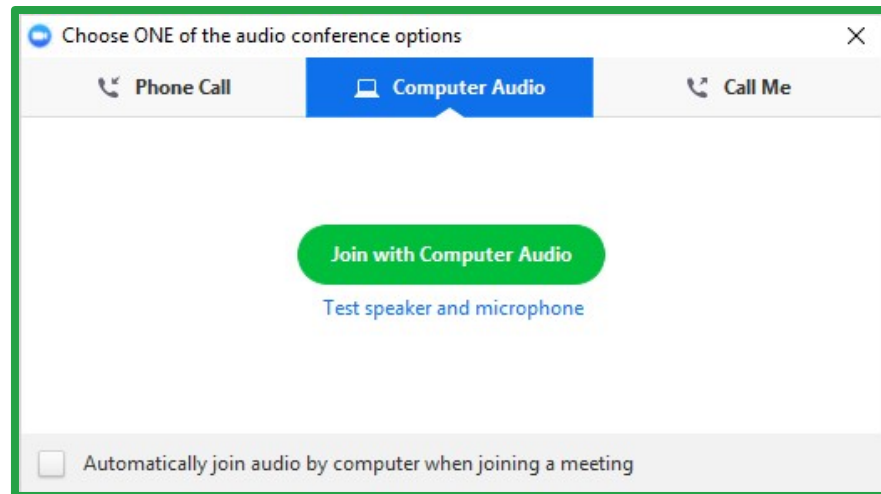 Choose ONE of the audio conference options
Phone Call
Computer Audio
Call Me
Join with Computer Audio
Test speaker and microphone
Automatically join audio by computer when joining a meeting